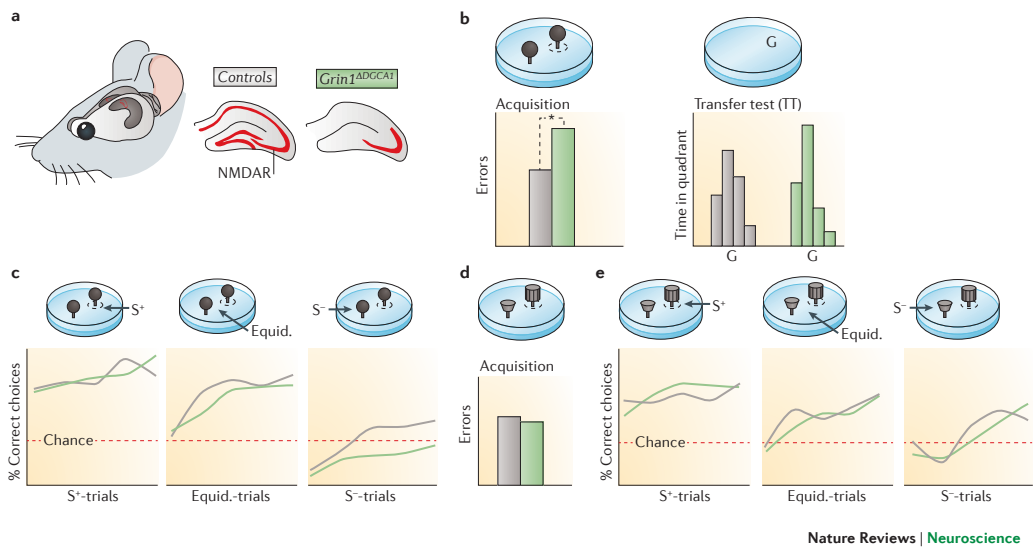 a
Controls
Grin1ΔDGCA1
NMDAR
b
G
Acquisition
Transfer test (TT)
*
Errors
Time in quadrant
G
G
c
S+
Equid.
S−
% Correct choices
Chance
S+-trials
Equid.-trials
S−-trials
d
Acquisition
Errors
e
S+
Equid.
S−
% Correct choices
Chance
S+-trials
Equid.-trials
S−-trials
Nature Reviews | Neuroscience